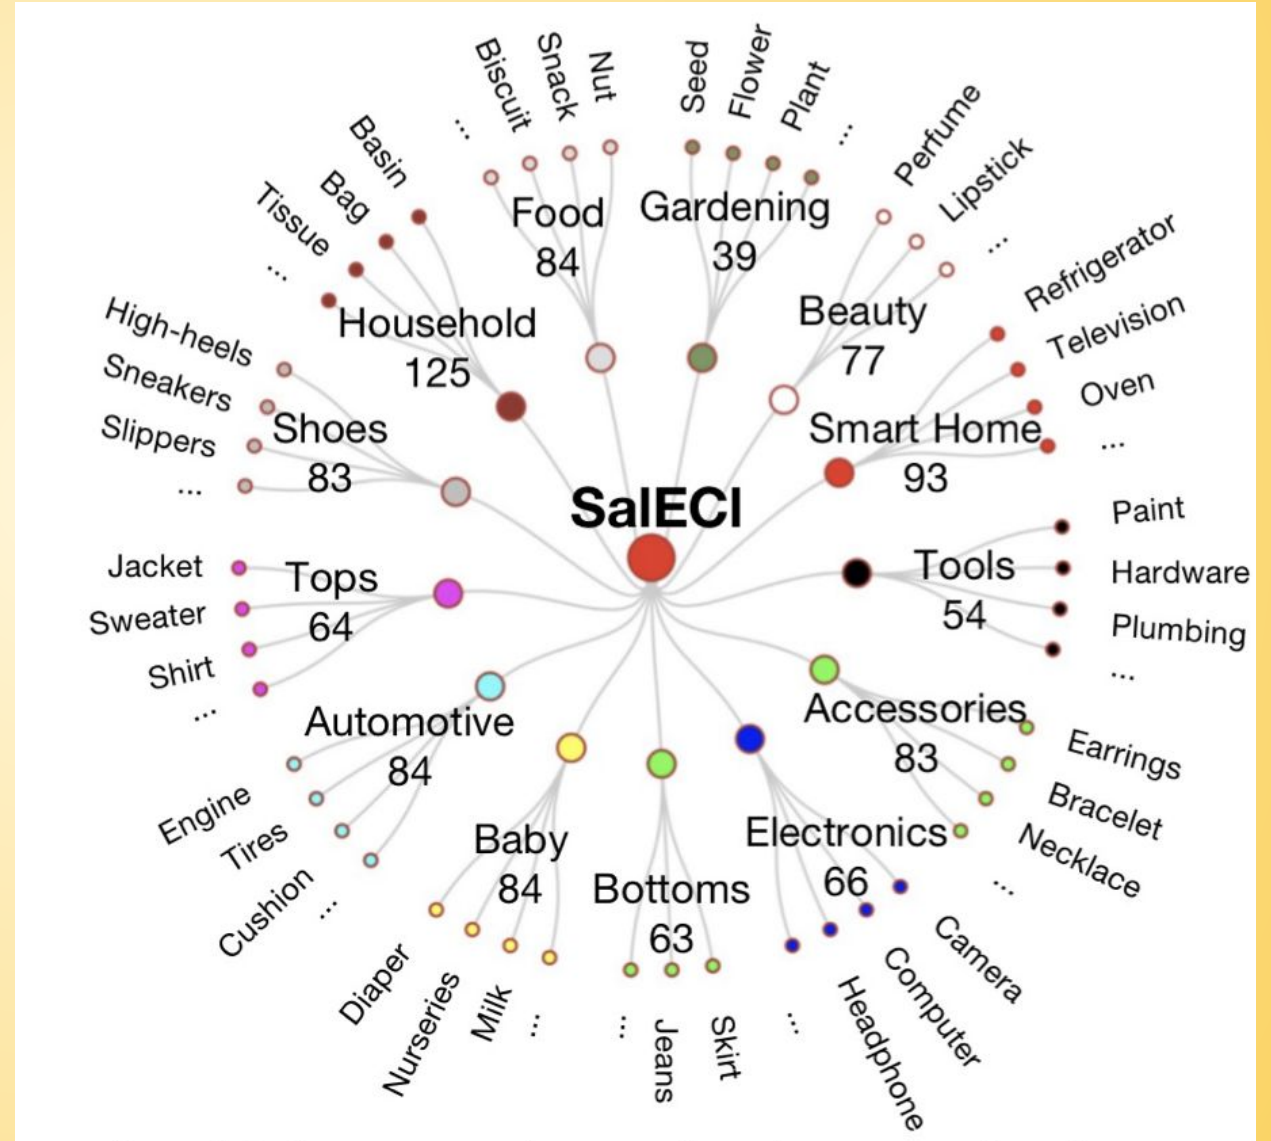 SalECI
Food
84
...
Biscuit
Snack
Nut
Gardening
39
Seed
Flower
Plant
...
Beauty
77
Perfume
Lipstick
...
Smart Home
93
Refrigerator
Television
Oven
...
Tools
54
Paint
Hardware
Plumbing
...
Accessories
83
Earrings
Bracelet
Necklace
...
Electronics
66
Camera
Computer
Headphone
...
Bottoms
63
Skirt
Jeans
...
Baby
84
...
Milk
Nurseries
Diaper
Automotive
84
...
Cushion
Tires
Engine
Tops
64
Jacket
Sweater
Shirt
...
Shoes
83
High-heels
Sneakers
Slippers
...
Household
125
...
Tissue
Bag
Basin